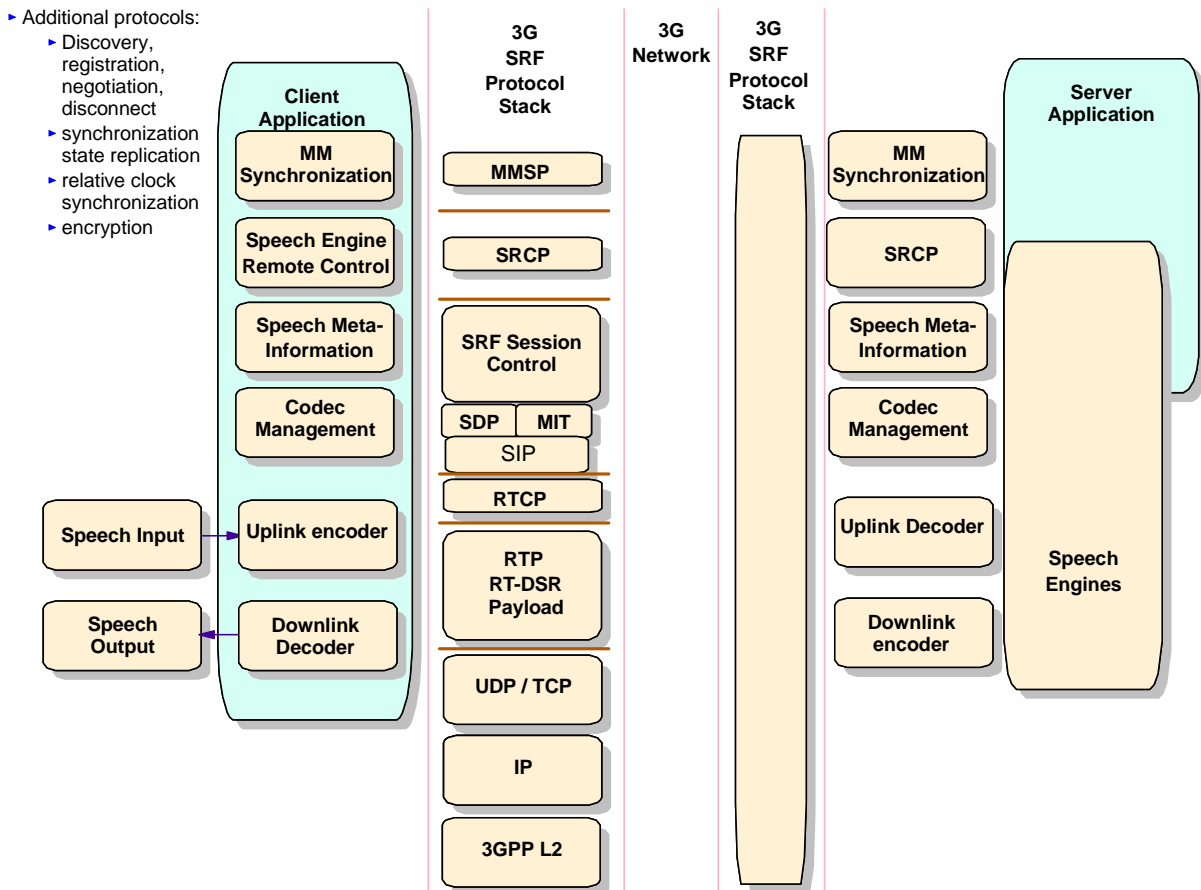 Additional protocols:
Discovery,
registration,
negotiation,
disconnect
synchronization
state replication
relative clock
synchronization
encryption
Client
Application
MM
Synchronization
Speech Engine
Remote Control
Speech Meta-
Information
Codec
Management
Speech Input
Uplink encoder
Speech
Output
Downlink
Decoder
3G
SRF
Protocol
Stack
MMSP
SRCP
SRF Session
Control
SDP
MIT
SIP
RTCP
RTP
RT-DSR
Payload
UDP / TCP
IP
3GPP L2
3G
Network
3G
SRF
Protocol
Stack
MM
Synchronization
SRCP
Speech Meta-
Information
Codec
Management
Uplink Decoder
Downlink
encoder
Server
Application
Speech
Engines